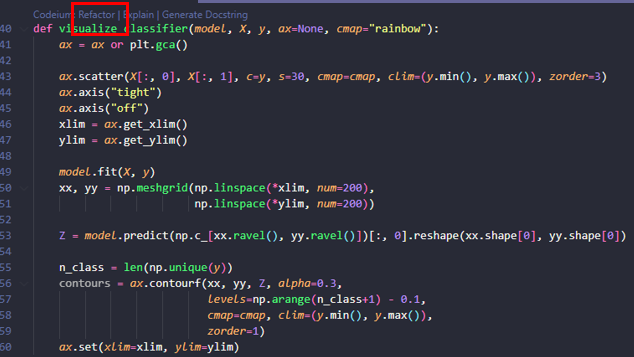 Codeium: Refactor | Explain | Generate Docstring
40 def visualize_classifier(model, X, y, ax=None, cmap="rainbow"):
41 ax = ax or plt.gca()
42
43 ax.scatter(X[:, 0], X[:, 1], c=y, s=30, cmap=cmap, clim=(y.min(), y.max()), zorder=3)
44 ax.axis("tight")
45 ax.axis("off")
46 xlim = ax.get_xlim()
47 ylim = ax.get_ylim()
48
49 model.fit(X, y)
50 xx, yy = np.meshgrid(np.linspace(*xlim, num=200),
51 np.linspace(*ylim, num=200))
52
53 Z = model.predict(np.c_[xx.ravel(), yy.ravel()])[:, 0].reshape(xx.shape[0], yy.shape[0])
54
55 n_class = len(np.unique(y))
56 contours = ax.contourf(xx, yy, Z, alpha=0.3,
57 levels=np.arange(n_class+1) - 0.1,
58 cmap=cmap, clim=(y.min(), y.max()),
59 zorder=1)
60 ax.set(xlim=xlim, ylim=ylim)